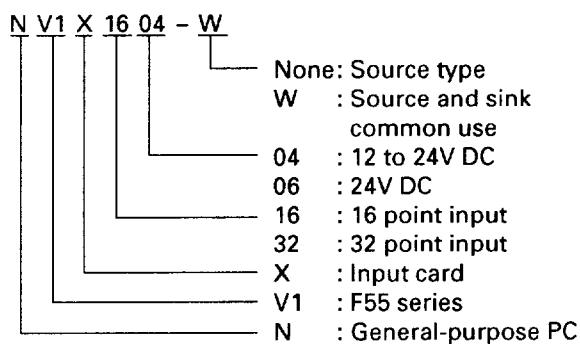 N V1 X 16 04 - W
None: Source type
W : Source and sink
common use
04 : 12 to 24V DC
06 : 24V DC
16 : 16 point input
32 : 32 point input
X : Input card
V1 : F55 series
N : General-purpose PC